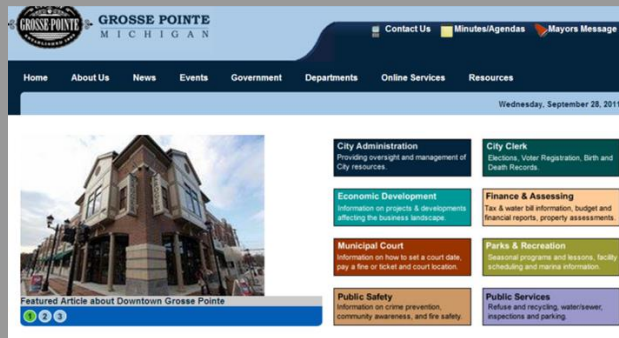 GROSSE POINTE
GROSSE POINTE
MICHIGAN
Contact Us
Minutes/Agendas
Mayors Message
Home
About Us
News
Events
Government
Departments
Online Services
Resources
Wednesday, September 28, 2011
City Administration
Providing oversight and management of
City resources.
City Clerk
Elections, Voter Registration, Birth and
Death Records.
Economic Development
Information on projects & developments
affecting the business landscape.
Finance & Assessing
Tax & water bill information, budget and
financial reports, property assessments.
Municipal Court
Information on how to set a court date,
pay a fine or ticket and court location.
Parks & Recreation
Seasonal programs and lessons, facility
scheduling and marina information.
Public Safety
Information on crime prevention,
community awareness, and fire safety.
Public Services
Refuse and recycling, water/sewer,
inspections and parking.
Featured Article about Downtown Grosse Pointe
1 2 3